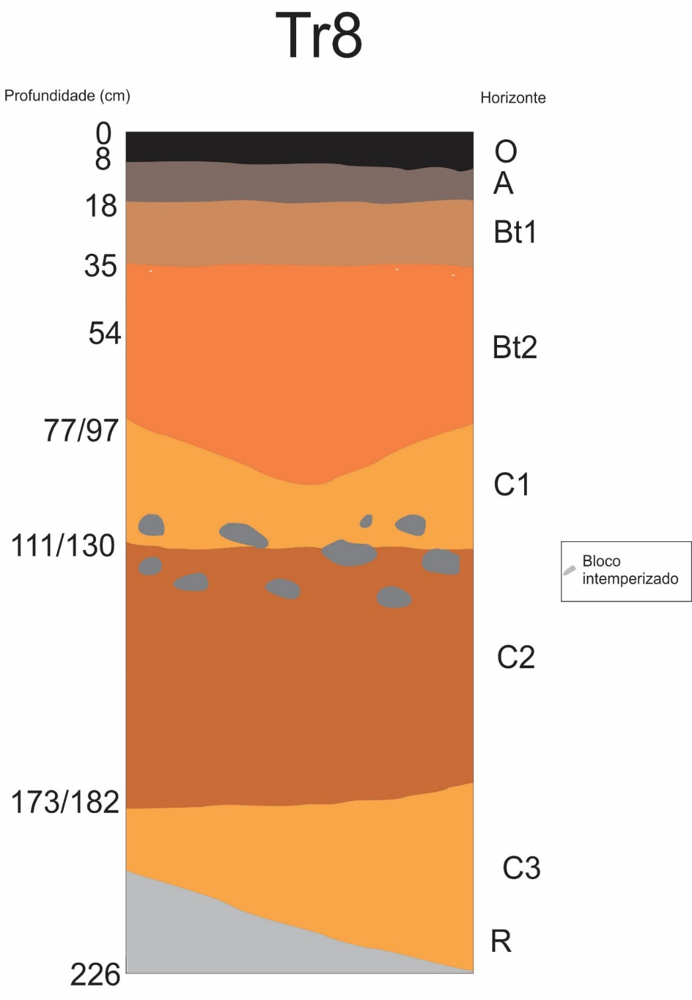 Tr8
Profundidade (cm)
Horizonte
0
O
8
A
18
Bt1
35
54
Bt2
77/97
C1
111/130
Bloco
intemperizado
C2
173/182
C3
R
226